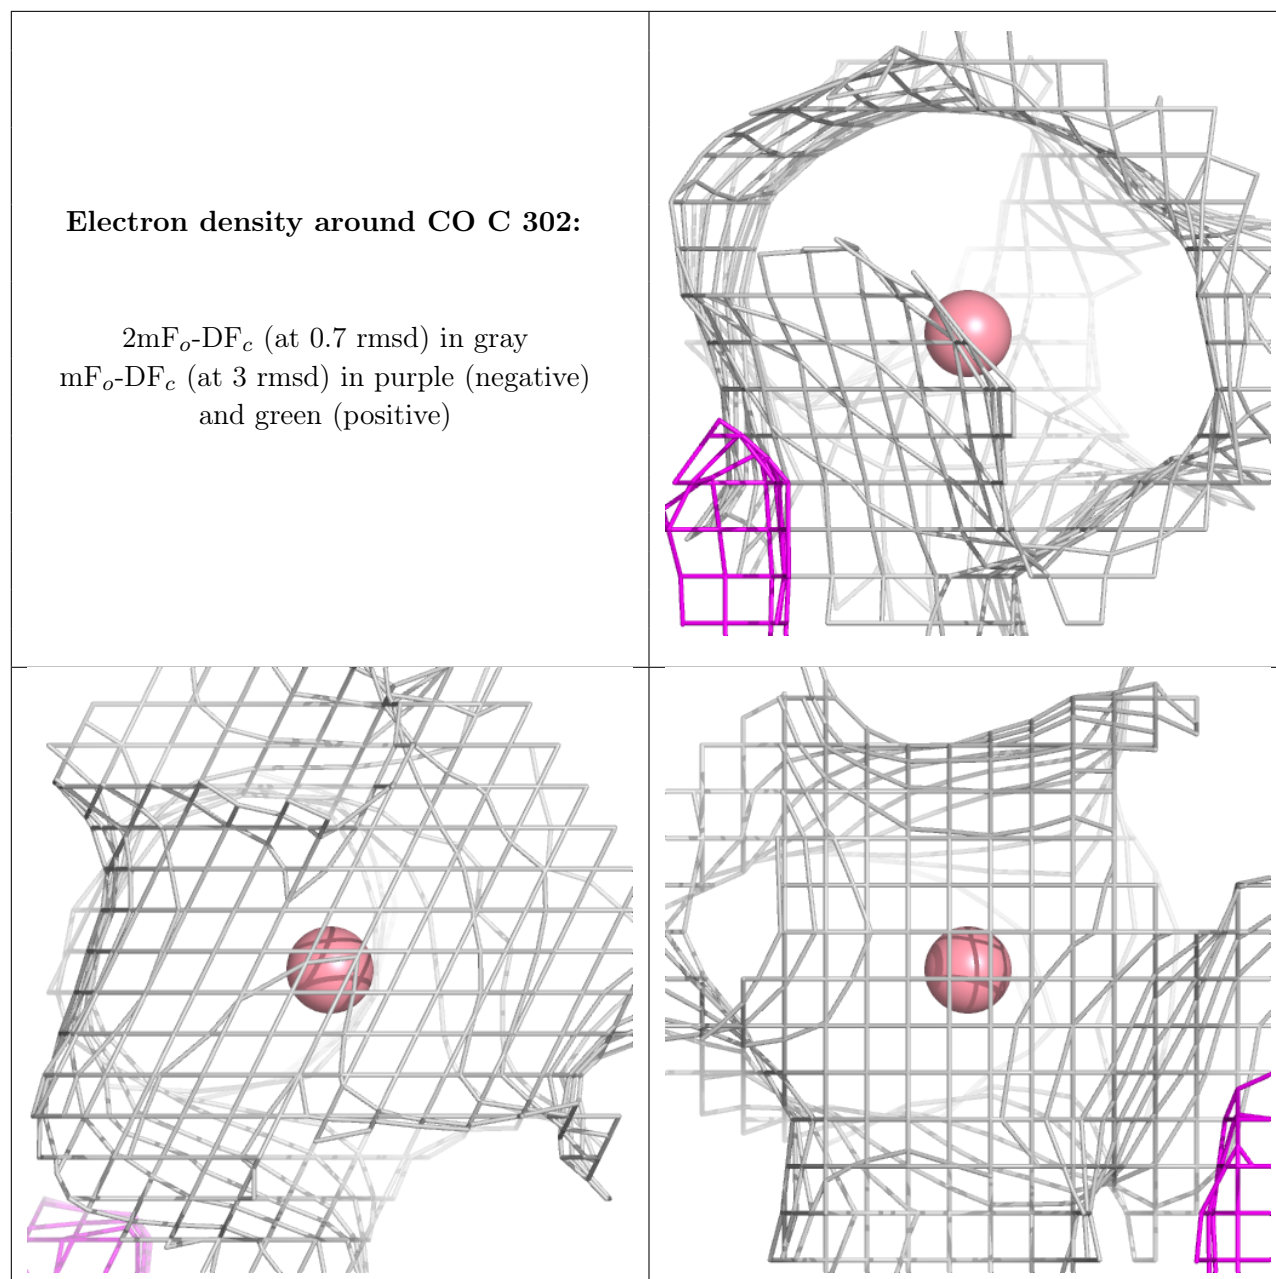 Electron density around CO C 302:
2mFo-DFc (at 0.7 rmsd) in gray
mFo-DFc (at 3 rmsd) in purple (negative)
and green (positive)